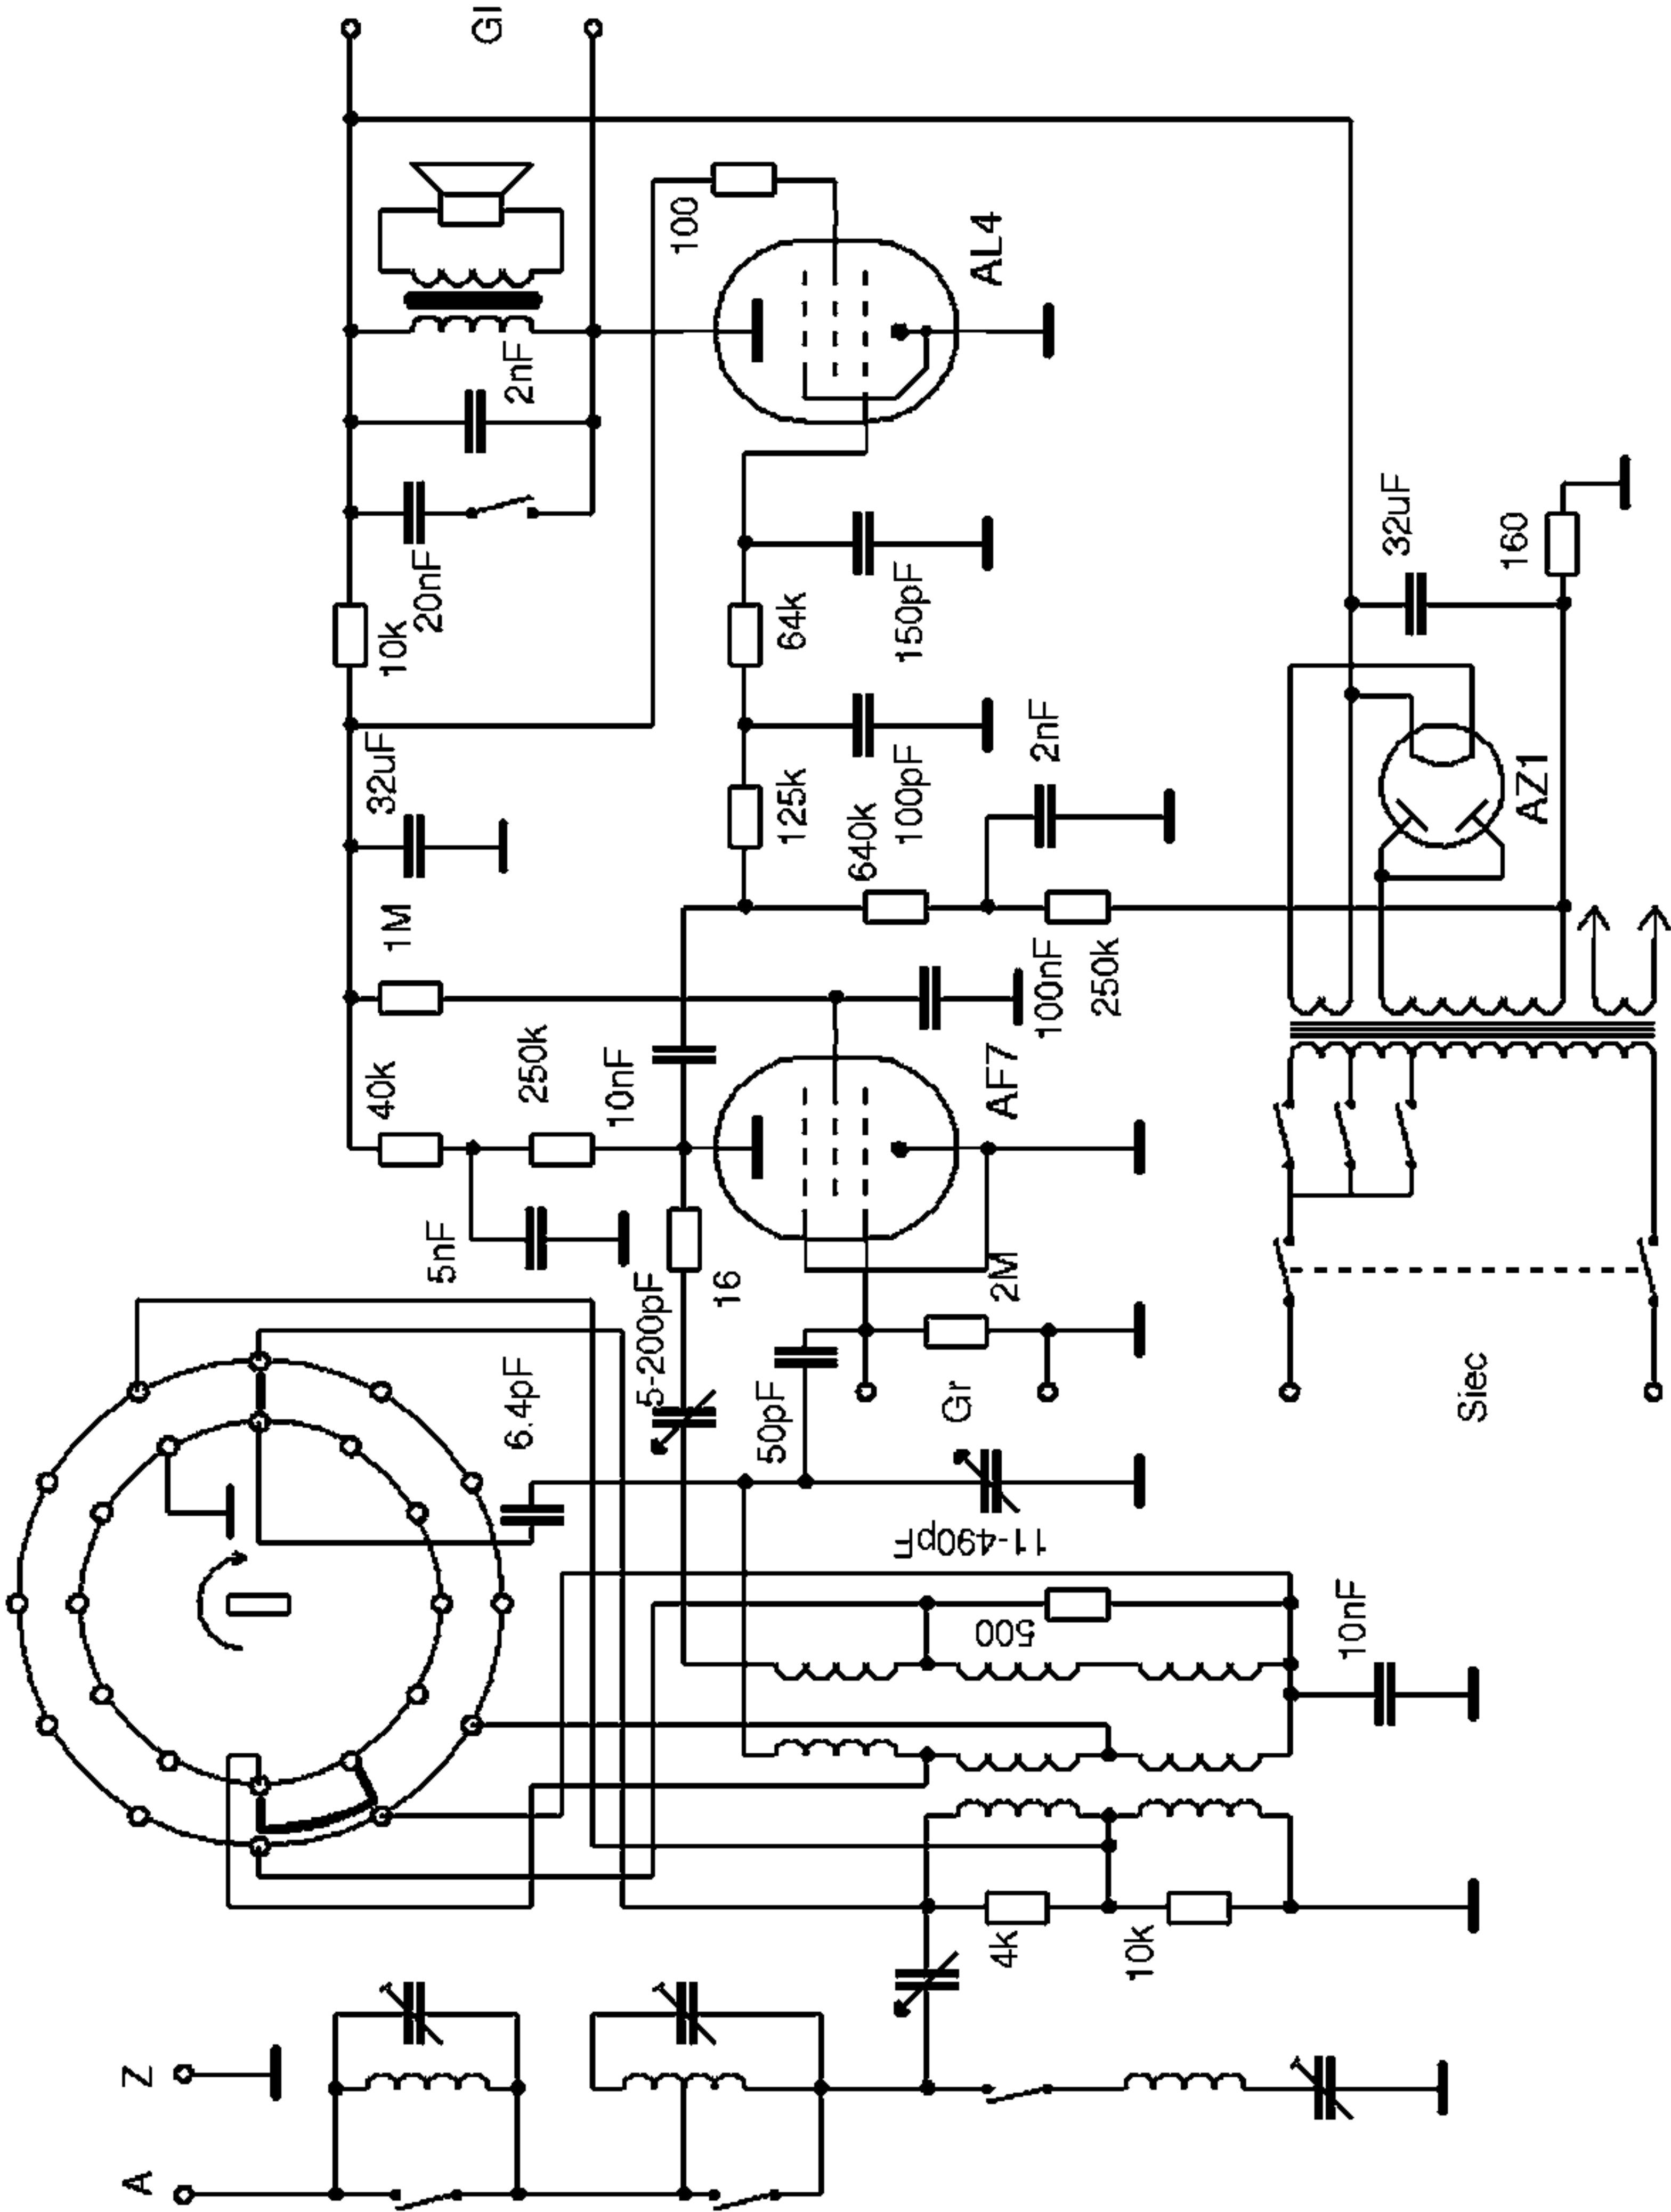 A
Z
4k
10k
10nF
500
11-490pF
6.4pF
5-200pF
50pF
Gr
2M
16
5nF
40k
250k
10nF
AF7
1M
100nF
250k
32uF
125k
640k
100pF
2nF
10k
20nF
64k
150pF
2nF
100
AL4
Gl
Siec
AZ1
32uF
160